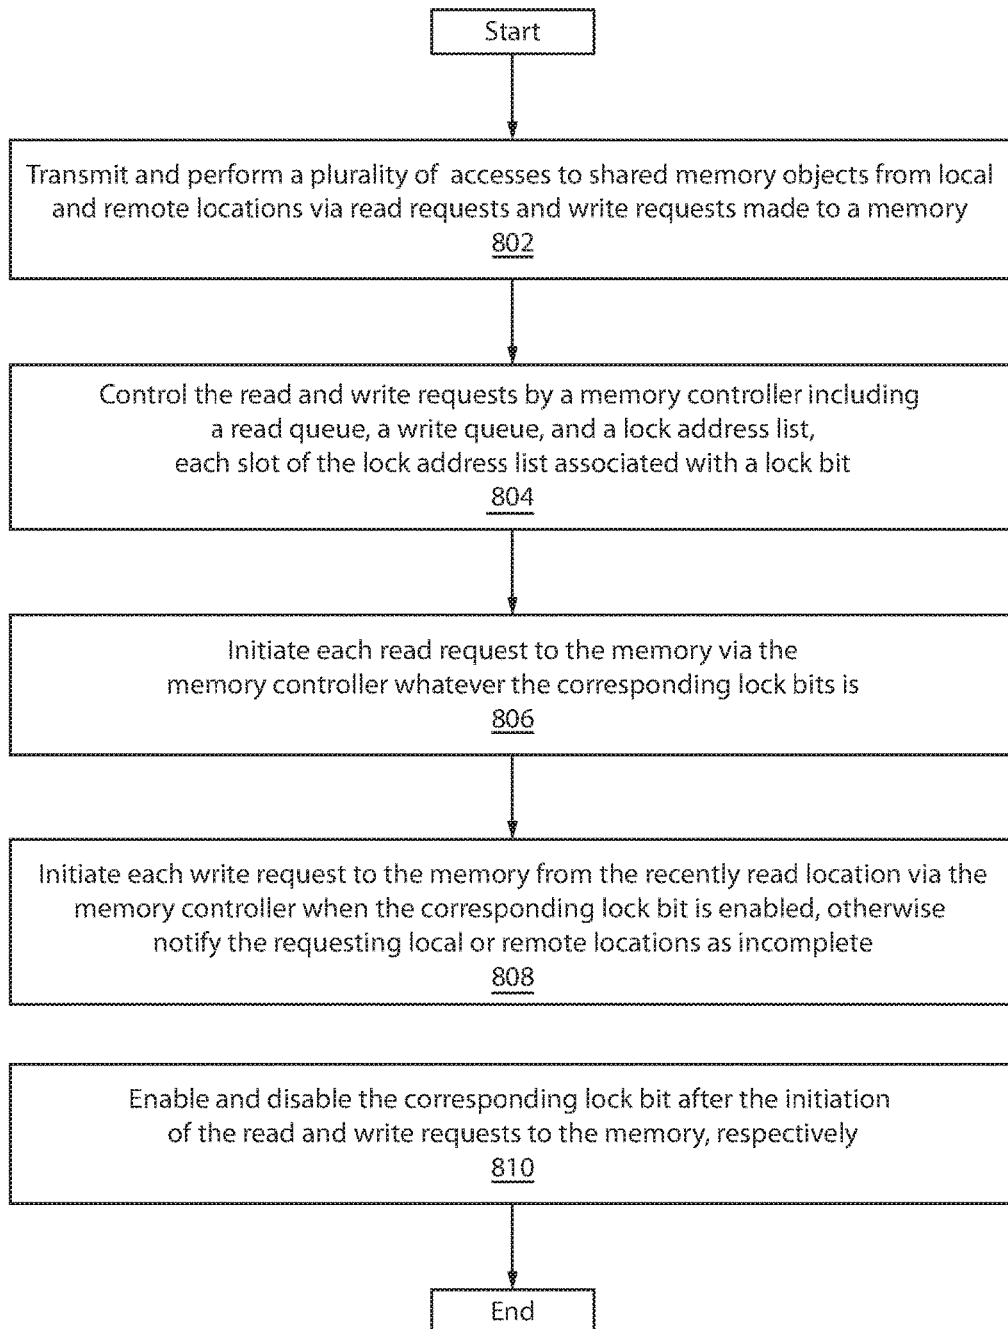 Start
Transmit and perform a plurality of accesses to shared memory objects from local
and remote locations via read requests and write requests made to a memory
802
Control the read and write requests by a memory controller including
a read queue, a write queue, and a lock address list,
each slot of the lock address list associated with a lock bit
804
Initiate each read request to the memory via the
memory controller whatever the corresponding lock bits is
806
Initiate each write request to the memory from the recently read location via the
memory controller when the corresponding lock bit is enabled, otherwise
notify the requesting local or remote locations as incomplete
808
Enable and disable the corresponding lock bit after the initiation
of the read and write requests to the memory, respectively
810
End